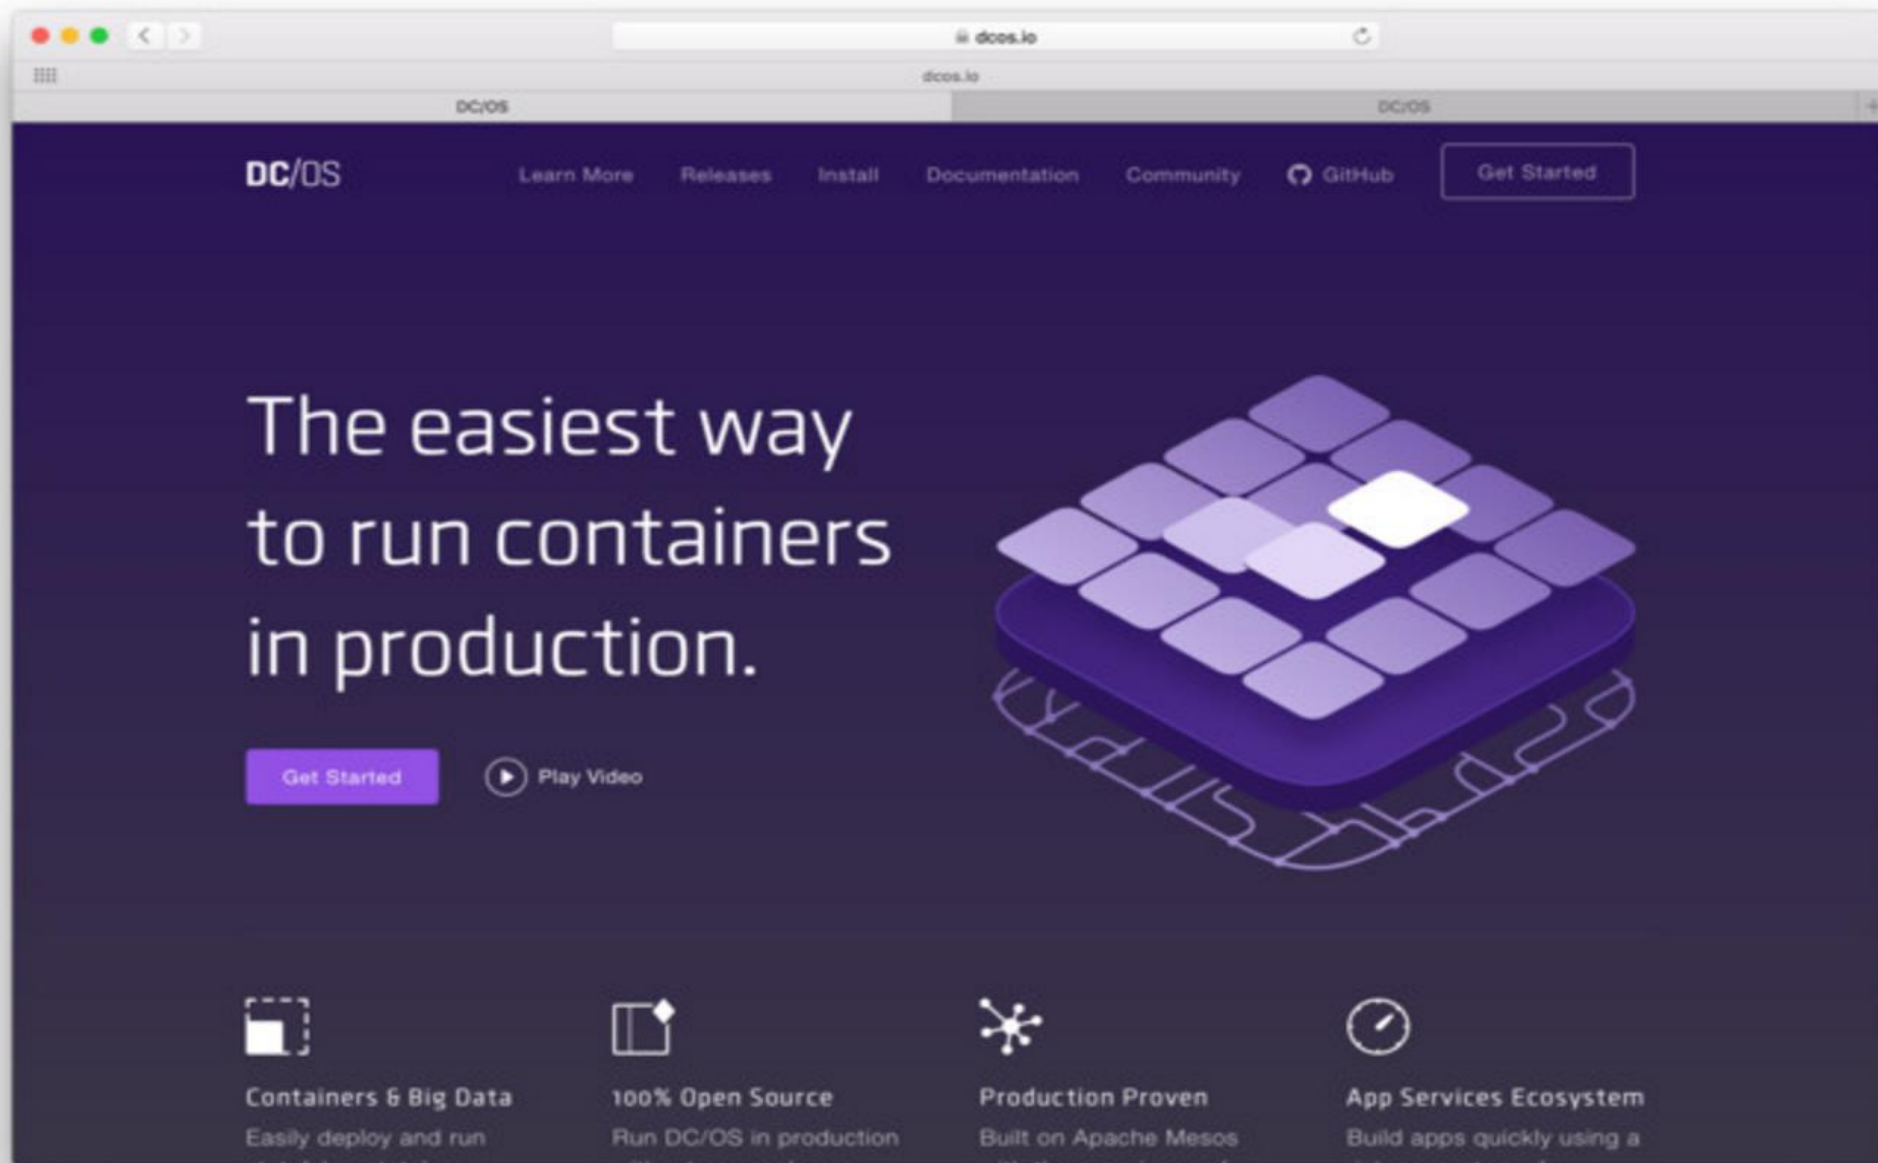 dcos.io
dcos.io
DC/OS
DC/OS
DC/OS
Learn More
Releases
Install
Documentation
Community
GitHub
Get Started
The easiest way
to run containers
in production.
Get Started
Play Video
Containers & Big Data
100% Open Source
Production Proven
App Services Ecosystem
Easily deploy and run
Run DC/OS in production
Built on Apache Mesos
Build apps quickly using a